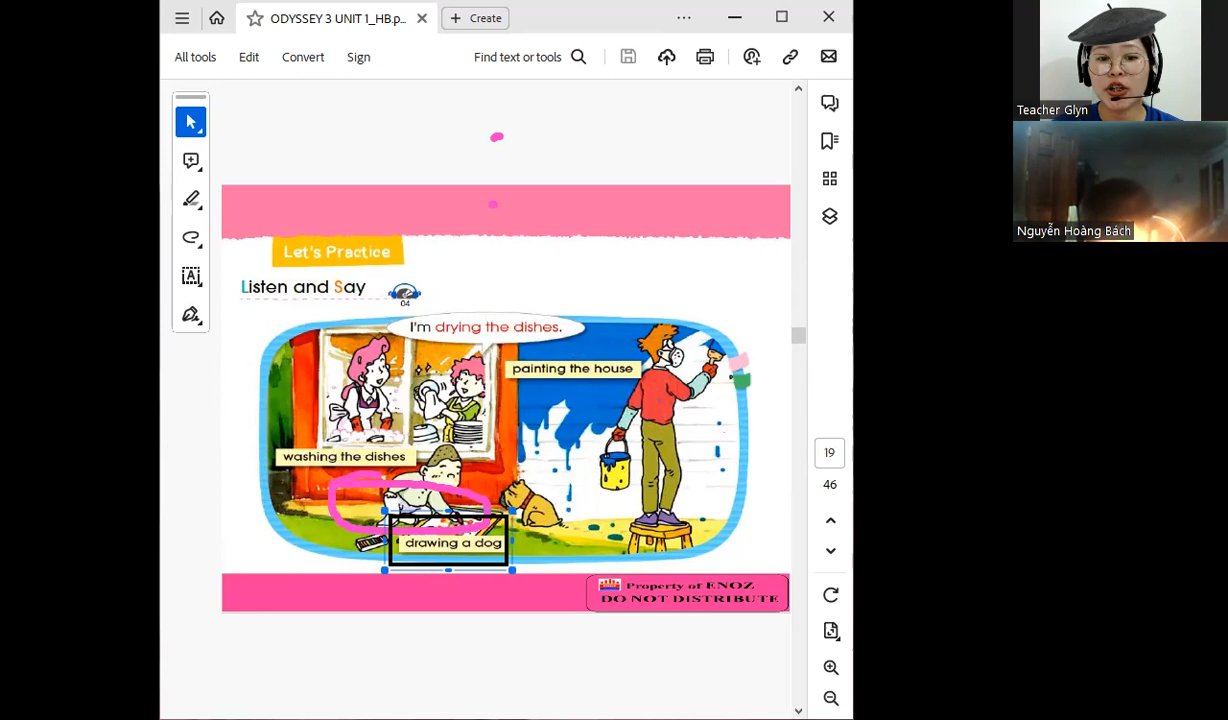 ODYSSEY 3 UNIT 1_HB.p...
Create
All tools
Edit
Convert
Sign
Find text or tools
Teacher Glyn
Nguyễn Hoàng Bách
Let's Practice
Listen and Say
04
I'm drying the dishes.
painting the house
washing the dishes
drawing a dog
Property of ENOZ
DO NOT DISTRIBUTE
19
46